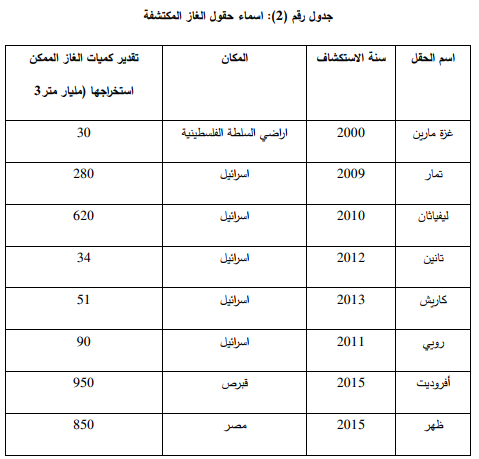 جدول رقم (2): اسماء حقول الغاز المكتشفة
اسم الحقل سنة الاستكشاف المكان تقدير كميات الغاز الممكن
استخراجها (مليار متر3
غزة مارين 2000 اراضي السلطة الفلسطينية 30
تمار 2009 اسرائيل 280
ليفياثان 2010 اسرائيل 620
تانين 2012 اسرائيل 34
كاريش 2013 اسرائيل 51
رويي 2011 اسرائيل 90
أفروديت 2015 قبرص 950
ظهر 2015 مصر 850